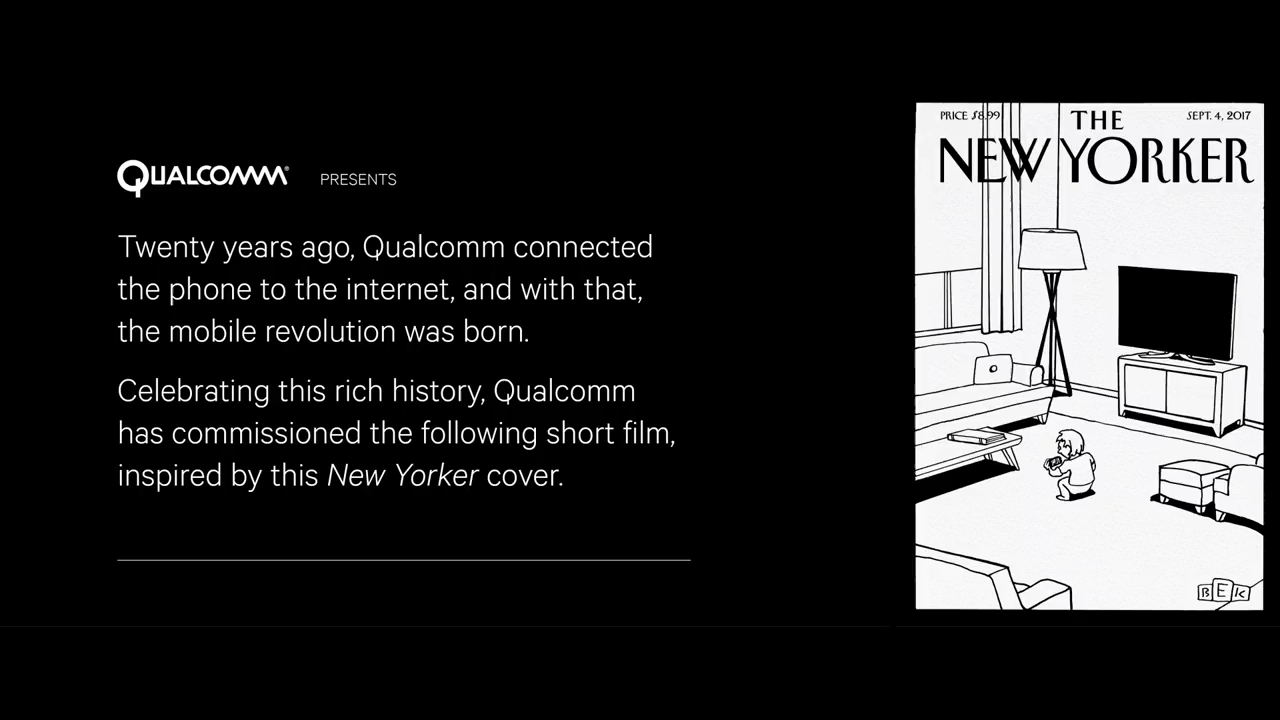 QUALCOMM® PRESENTS
Twenty years ago, Qualcomm connected
the phone to the internet, and with that,
the mobile revolution was born.
Celebrating this rich history, Qualcomm
has commissioned the following short film,
inspired by this New Yorker cover.
PRICE $8.99
THE
SEPT. 4, 2017
NEW YORKER
BEK